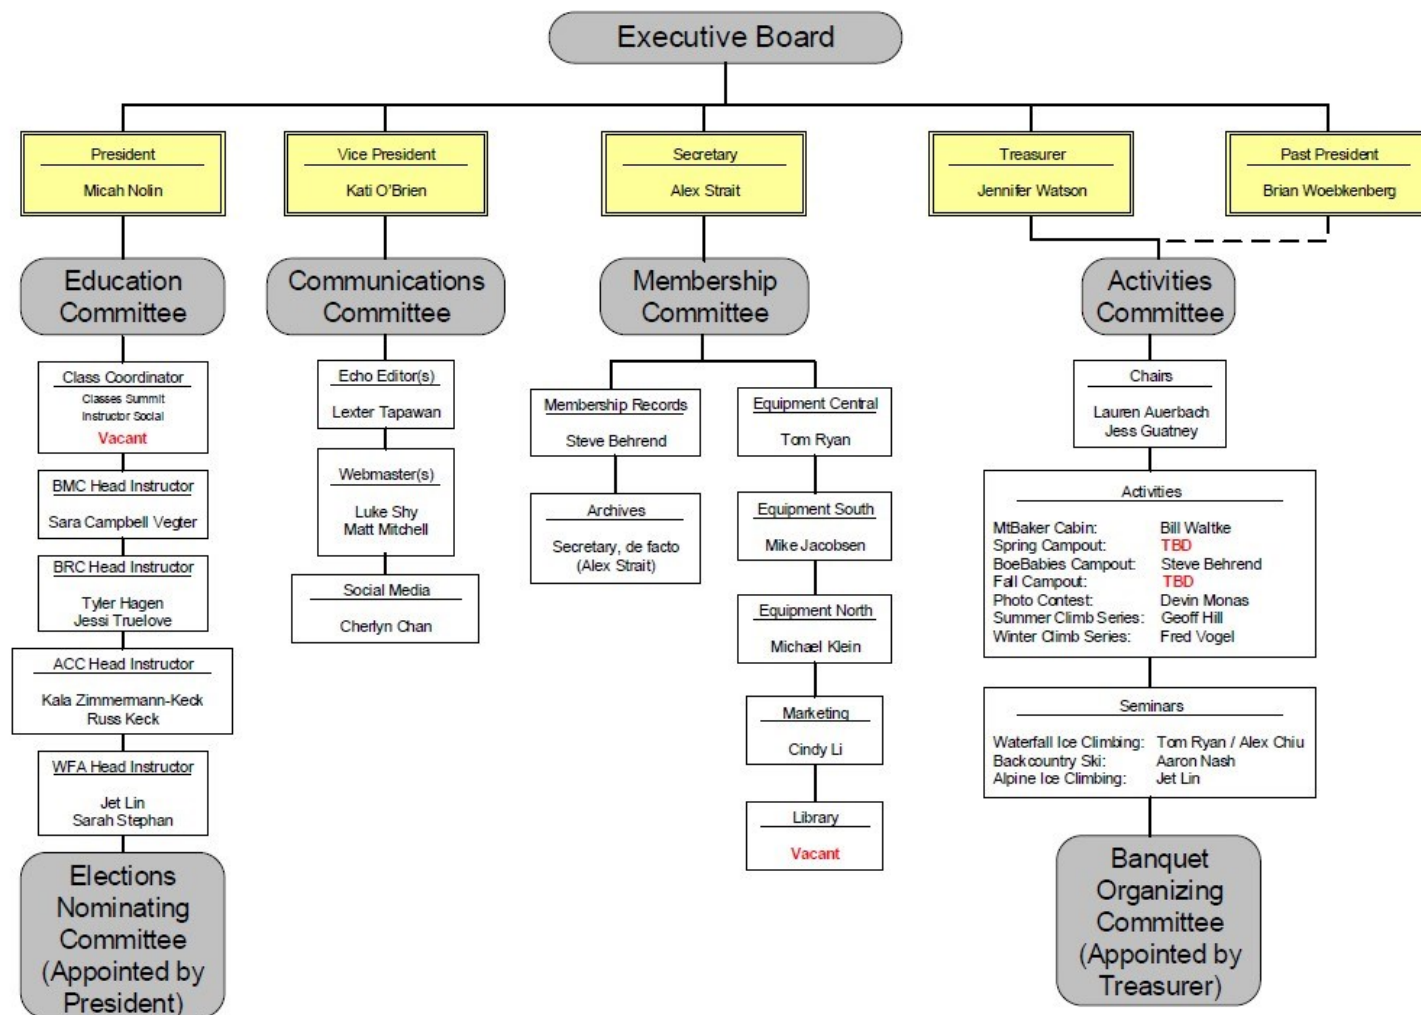 Executive Board
President
Micah Nolin
Vice President
Kati O'Brien
Secretary
Alex Strait
Treasurer
Jennifer Watson
Past President
Brian Woebkenberg
Education
Committee
Class Coordinator
Classes Summit
Instructor Social
Vacant
BMC Head Instructor
Sara Campbell Vegter
BRC Head Instructor
Tyler Hagen
Jessi Truelove
ACC Head Instructor
Kala Zimmermann-Keck
Russ Keck
WFA Head Instructor
Jet Lin
Sarah Stephan
Elections
Nominating
Committee
(Appointed by
President)
Communications
Committee
Echo Editor(s)
Lexter Tapawan
Webmaster(s)
Luke Shy
Matt Mitchell
Social Media
Cherlyn Chan
Membership
Committee
Membership Records
Steve Behrend
Archives
Secretary, de facto
(Alex Strait)
Equipment Central
Tom Ryan
Equipment South
Mike Jacobsen
Equipment North
Michael Klein
Marketing
Cindy Li
Library
Vacant
Activities
Committee
Chairs
Lauren Auerbach
Jess Guatney
Activities
MtBaker Cabin: Bill Waltke
Spring Campout: TBD
BoeBabies Campout: Steve Behrend
Fall Campout: TBD
Photo Contest: Devin Monas
Summer Climb Series: Geoff Hill
Winter Climb Series: Fred Vogel
Seminars
Waterfall Ice Climbing: Tom Ryan / Alex Chiu
Backcountry Ski: Aaron Nash
Alpine Ice Climbing: Jet Lin
Banquet
Organizing
Committee
(Appointed by
Treasurer)